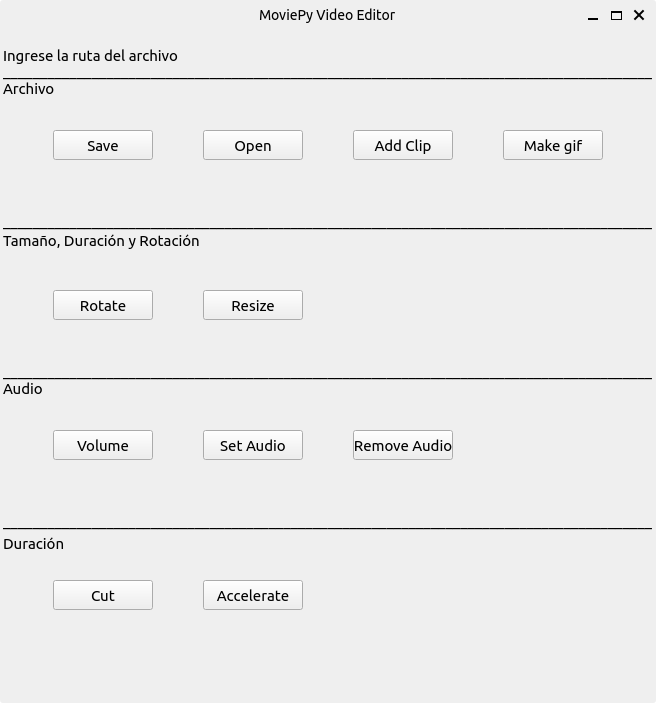 MoviePy Video Editor
Ingrese la ruta del archivo
Archivo
Save Open Add Clip Make gif
Tamaño, Duración y Rotación
Rotate Resize
Audio
Volume Set Audio Remove Audio
Duración
Cut Accelerate